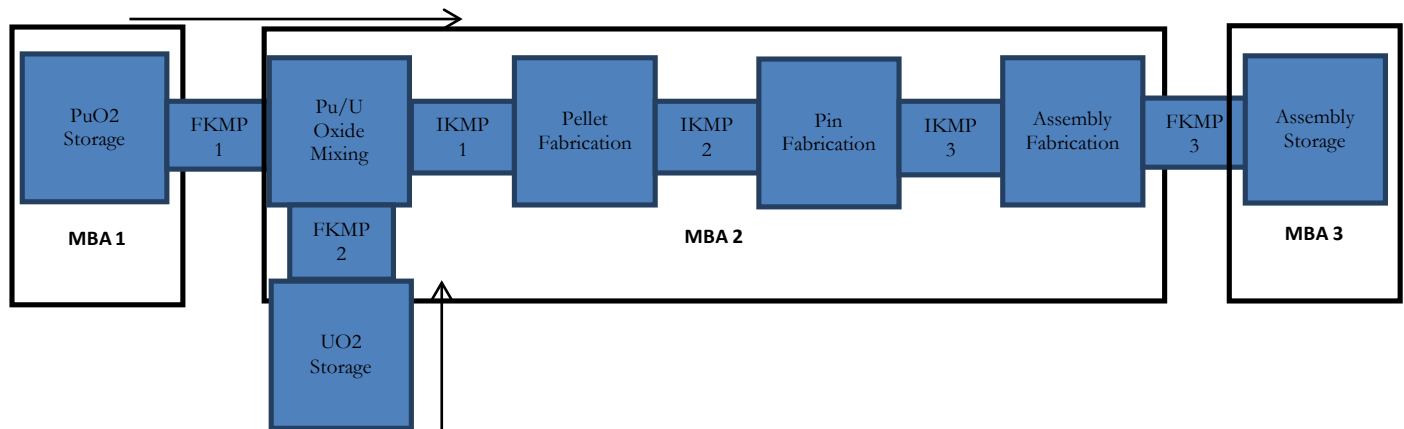 PuO2
Storage
FKMP
1
Pu/U
Oxide
Mixing
IKMP
1
Pellet
Fabrication
IKMP
2
Pin
Fabrication
IKMP
3
Assembly
Fabrication
FKMP
3
Assembly
Storage
MBA 1
FKMP
2
MBA 2
MBA 3
UO2
Storage